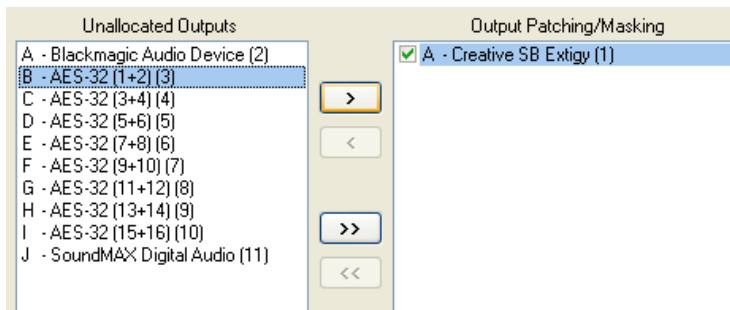 Unallocated Outputs
A - Blackmagic Audio Device (2)
B - AES-32 (1+2) (3)
C - AES-32 (3+4) (4)
D - AES-32 (5+6) (5)
E - AES-32 (7+8) (6)
F - AES-32 (9+10) (7)
G - AES-32 (11+12) (8)
H - AES-32 (13+14) (9)
I - AES-32 (15+16) (10)
J - SoundMAX Digital Audio (11)
>
<
>>
<<
Output Patching/Masking
A - Creative SB Extigy (1)